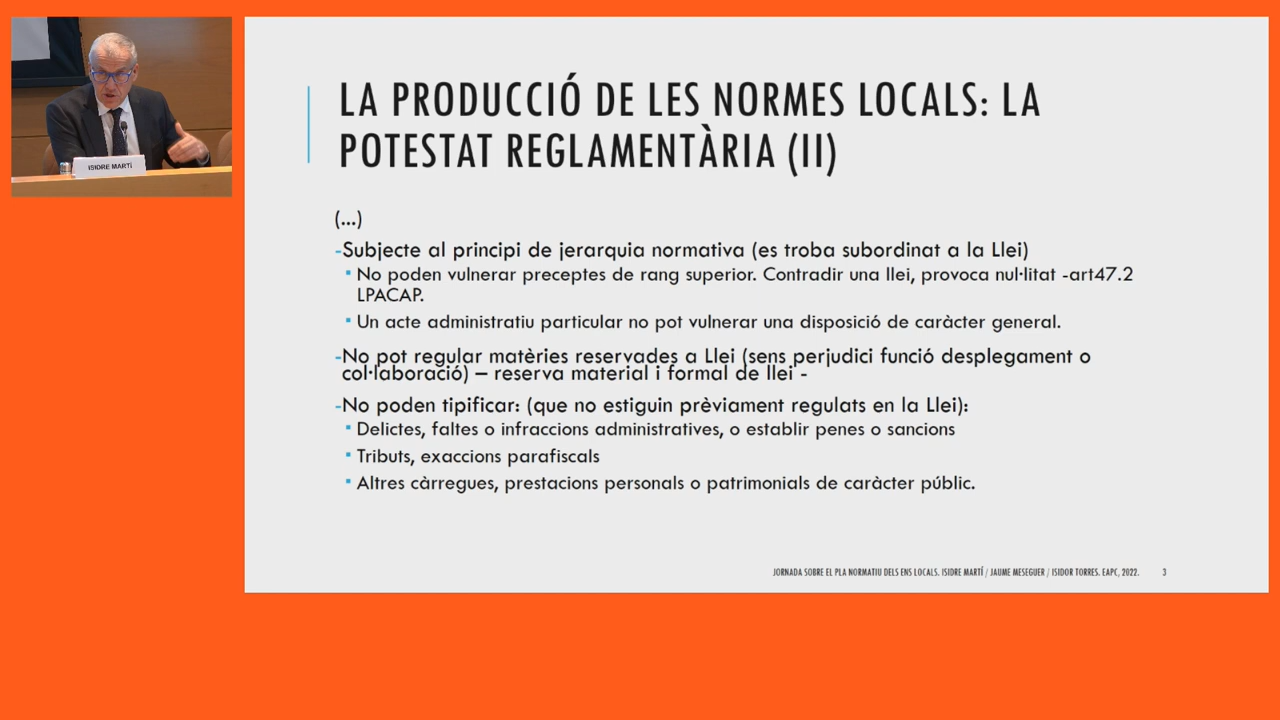 ISIDRE MARTÍ
LA PRODUCCIÓ DE LES NORMES LOCALS: LA
POTESTAT REGLAMENTÀRIA (II)
(...)
-Subjecte al principi de jerarquia normativa (es troba subordinat a la Llei)
▪ No poden vulnerar preceptes de rang superior. Contradir una llei, provoca nul·litat -art47.2
LPACAP.
▪ Un acte administratiu particular no pot vulnerar una disposició de caràcter general.
-No pot regular matèries reservades a Llei (sens perjudici funció desplegament o
col·laboració) – reserva material i formal de llei -
-No poden tipificar: (que no estiguin prèviament regulats en la Llei):
▪ Delictes, faltes o infraccions administratives, o establir penes o sancions
▪ Tributs, exaccions parafiscals
▪ Altres càrregues, prestacions personals o patrimonials de caràcter públic.
JORNADA SOBRE EL PLA NORMATIU DELS ENS LOCALS. ISIDRE MARTÍ / JAUME MESEGUER / ISIDOR TORRES. EAPC, 2022. 3